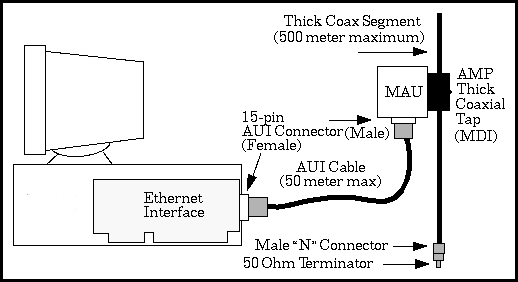 Thick Coax Segment
(500 meter maximum)
MAU
AMP
Thick
Coaxial
Tap
(MDI)
15-pin
AUI Connector (Male)
(Female)
AUI Cable
(50 meter max)
Ethernet
Interface
Male "N" Connector
50 Ohm Terminator